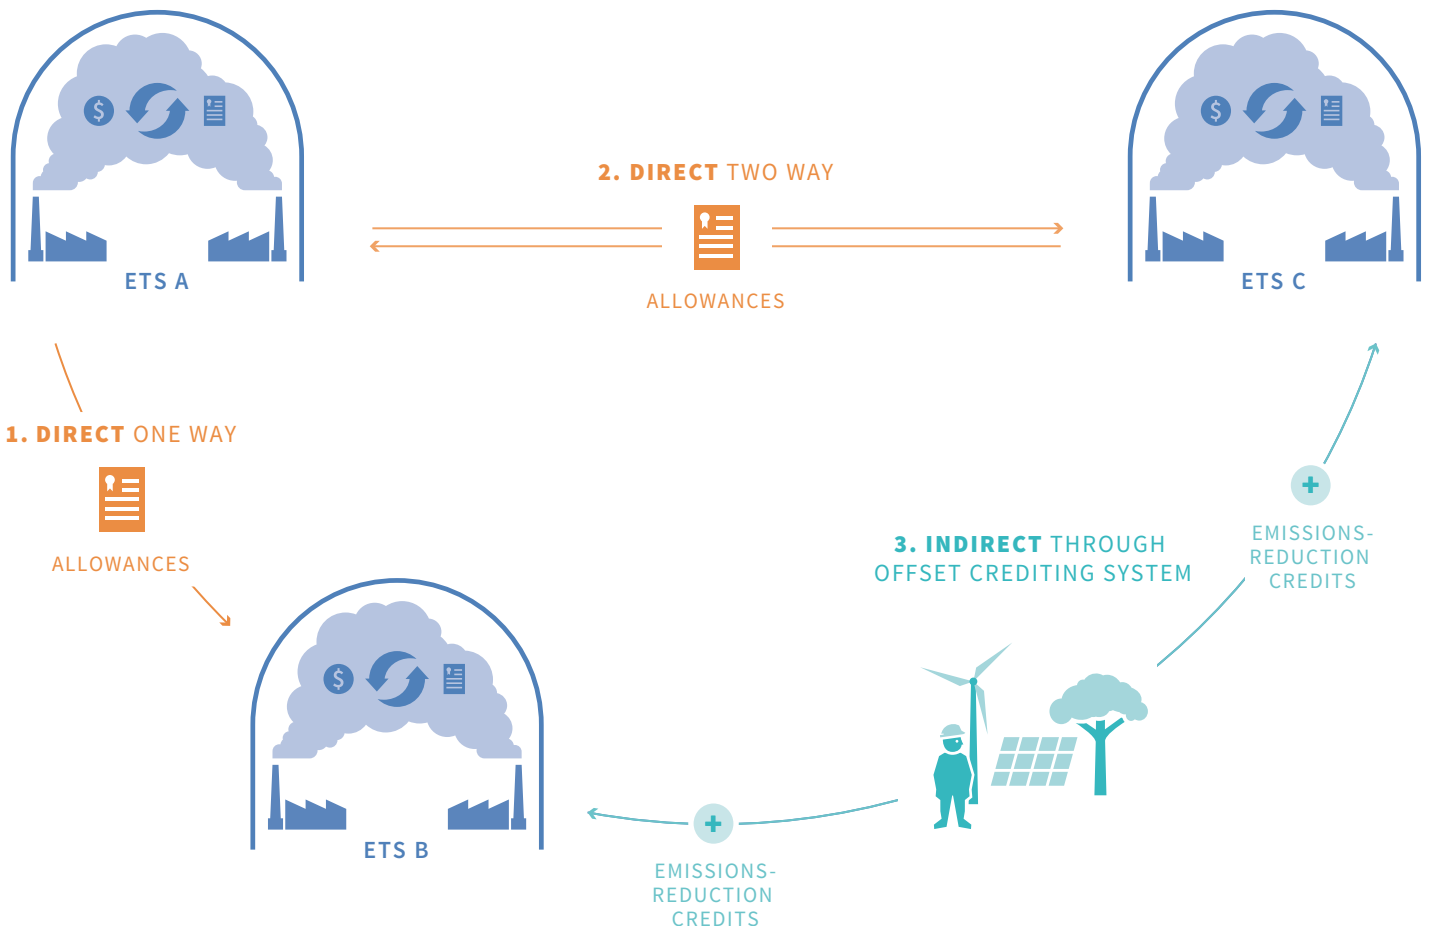 2. DIRECT TWO WAY
ALLOWANCES
ETS A
ETS C
1. DIRECT ONE WAY
ALLOWANCES
3. INDIRECT THROUGH
OFFSET CREDITING SYSTEM
EMISSIONS-
REDUCTION
CREDITS
ETS B
EMISSIONS-
REDUCTION
CREDITS